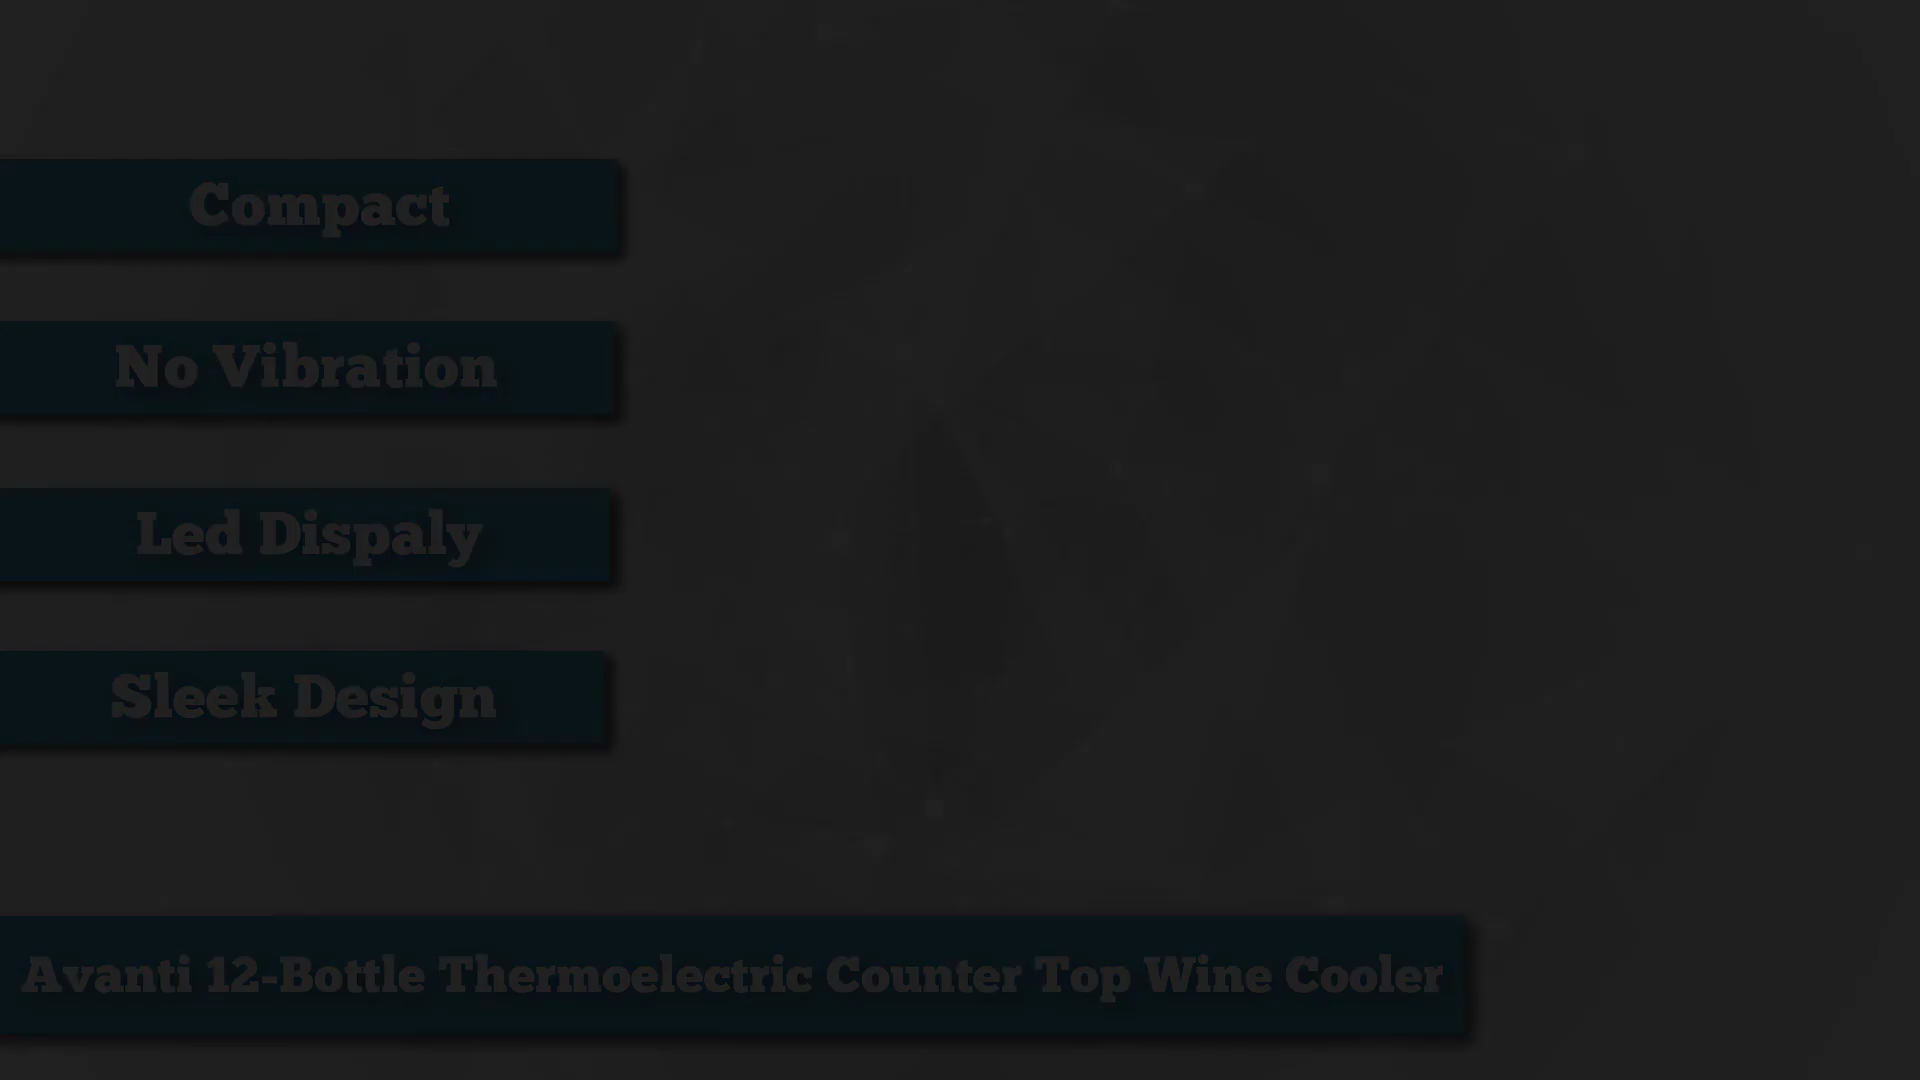 Compact
No Vibration
Led Dispaly
Sleek Design
Avanti 12-Bottle Thermoelectric Counter Top Wine Cooler